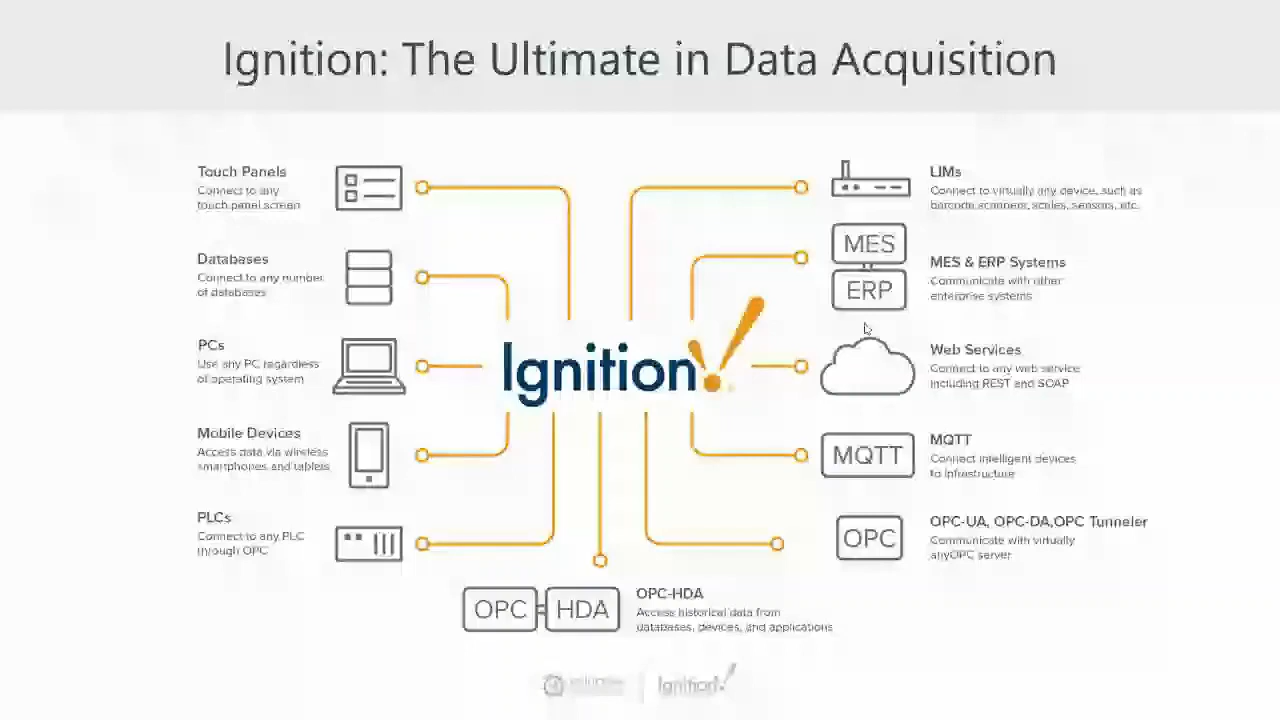 Ignition: The Ultimate in Data Acquisition
Touch Panels
Connect to any
touch panel screen
Databases
Connect to any number
of databases
PCs
Use any PC regardless
of operating system
Mobile Devices
Access data via wireless
smartphones and tablets
PLCs
Connect to any PLC
through OPC
Ignition!
LIMs
Connect to virtually any device, such as
barcode scanners, scales, sensors, etc.
MES
ERP
MES & ERP Systems
Communicate with other
enterprise systems
Web Services
Connect to any web service
including REST and SOAP
MQTT
MQTT
Connect intelligent devices
to infrastructure
OPC
OPC-UA, OPC-DA,OPC Tunneler
Communicate with virtually
anyOPC server
OPC HDA
OPC-HDA
Access historical data from
databases, devices, and applications
Ignition!